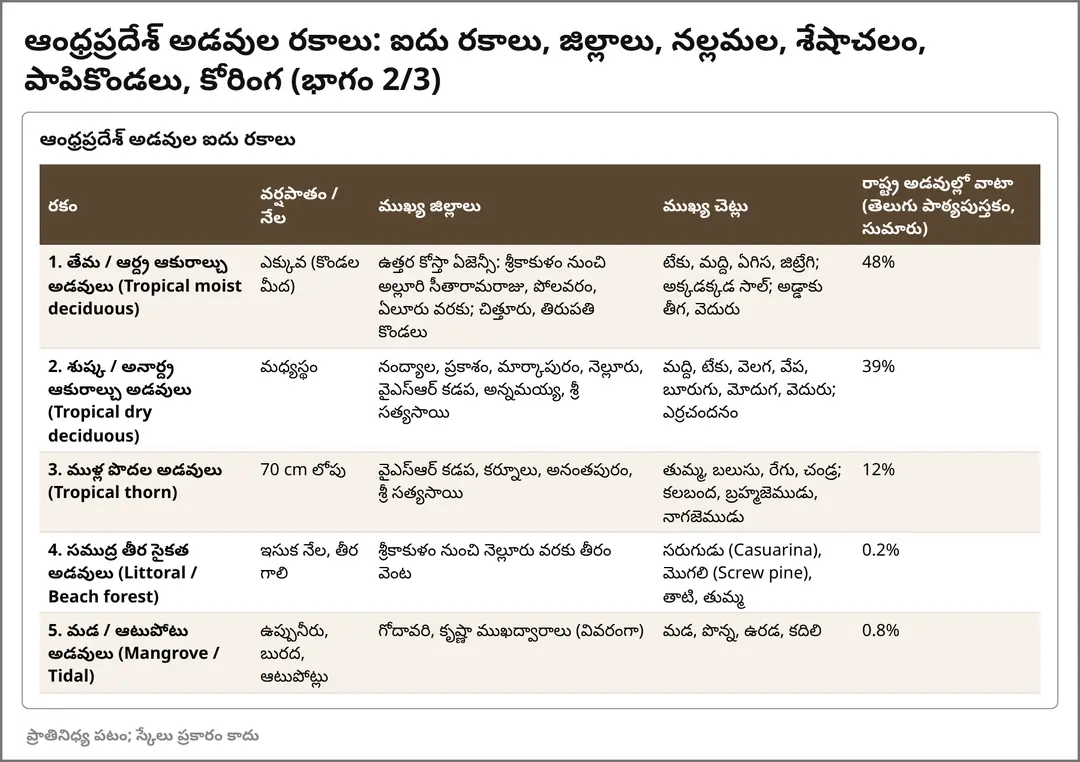 ఆంధ్రప్రదేశ్ అడవుల రకాలు: ఐదు రకాలు, జిల్లాలు, నల్లమల, శేషాచలం,
పాపికొండలు, కోరింగ (భాగం 2/3)
ఆంధ్రప్రదేశ్ అడవుల ఐదు రకాలు
రకం
వర్షపాతం /
నేల
ముఖ్య జిల్లాలు
ముఖ్య చెట్లు
రాష్ట్ర అడవుల్లో వాటా
(తెలుగు పాఠ్యపుస్తకం,
సుమారు)
1. తేమ / ఆర్ద్ర ఆకురాల్చు
అడవులు (Tropical moist
deciduous)
ఎక్కువ (కొండల
మీద)
ఉత్తర కోస్తా ఏజెన్సీ: శ్రీకాకుళం నుంచి
అల్లూరి సీతారామరాజు, పోలవరం,
ఏలూరు వరకు; చిత్తూరు, తిరుపతి
కొండలు
టేకు, మద్ది, ఏగిస, జిట్రేగి;
అక్కడక్కడ సాల్; అడ్డాకు
తీగ, వెదురు
48%
2. శుష్క / అనార్ద్ర
ఆకురాల్చు అడవులు
(Tropical dry
deciduous)
మధ్యస్థం
నంద్యాల, ప్రకాశం, మార్కాపురం, నెల్లూరు,
వైఎస్ఆర్ కడప, అన్నమయ్య, శ్రీ
సత్యసాయి
మద్ది, టేకు, వెలగ, వేప,
బూరుగు, మోదుగ, వెదురు;
ఎర్రచందనం
39%
3. ముళ్ల పొదల అడవులు
(Tropical thorn)
70 cm లోపు
వైఎస్ఆర్ కడప, కర్నూలు, అనంతపురం,
శ్రీ సత్యసాయి
తుమ్మ, బలుసు, రేగు, చండ్ర;
కలబంద, బ్రహ్మజెముడు,
నాగజెముడు
12%
4. సముద్ర తీర సైకత
అడవులు (Littoral /
Beach forest)
ఇసుక నేల, తీర
గాలి
శ్రీకాకుళం నుంచి నెల్లూరు వరకు తీరం
వెంట
సరుగుడు (Casuarina),
మొగలి (Screw pine),
తాటి, తుమ్మ
0.2%
5. మడ / ఆటుపోటు
అడవులు (Mangrove /
Tidal)
ఉప్పునీరు,
బురద,
ఆటుపోట్లు
గోదావరి, కృష్ణా ముఖద్వారాలు (వివరంగా)
మడ, పొన్న, ఉరడ, కదిలి
0.8%
ప్రాతినిధ్య పటం; స్కేలు ప్రకారం కాదు